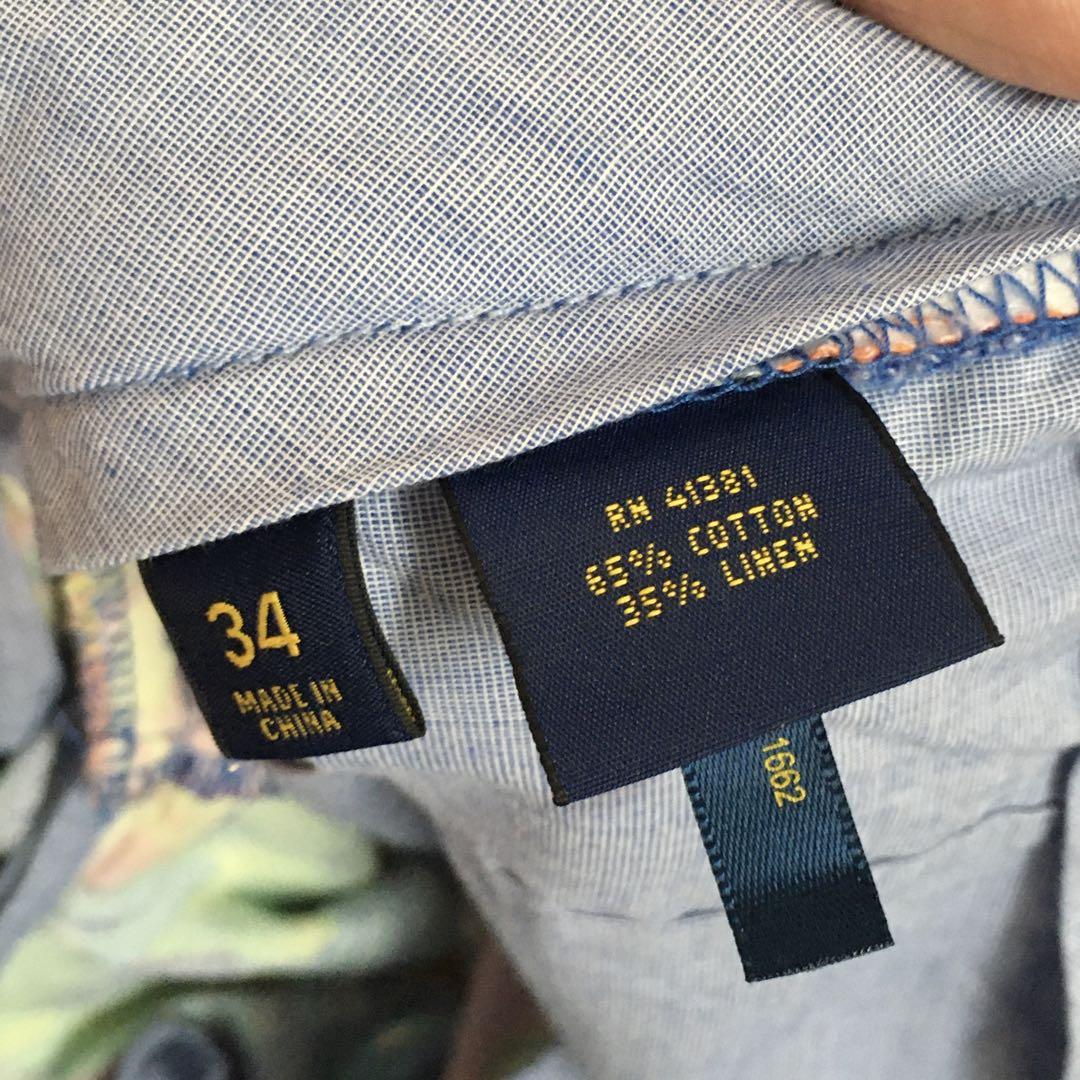 34
MADE IN
CHINA
RN 41381
65% COTTON
35% LINEN
1662